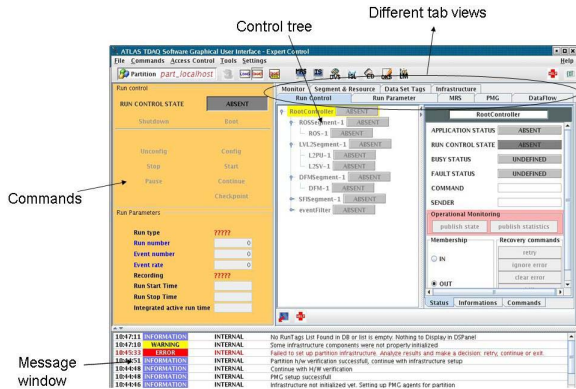 Different tab views
Control tree
ATLAS TDAQ Software Graphical User Interface - Expert Control
File Commands Access Control Tools Settings Help
Partition part_localhost
Run control
RUN CONTROL STATE ABSENT
Shutdown Boot
Unconfig Config
Stop Start
Pause Continue
Checkpoint
Commands
Run Parameters
Run type ?????
Run number 0
Event number 0
Event rate 0
Recording ?????
Run Start Time
Run Stop Time
Integrated active run time
Monitor Segment & Resource Data Set Tags Infrastructure
Run Control Run Parameter MRS PMG DataFlow
RootController ABSENT
ROSSegment-1 ABSENT
ROS-1 ABSENT
LVL2Segment-1 ABSENT
L2PU-1 ABSENT
L2SV-1 ABSENT
DFMSegment-1 ABSENT
DFM-1 ABSENT
SFISegment-1 ABSENT
eventFilter ABSENT
RootController
APPLICATION STATUS ABSENT
RUN CONTROL STATE ABSENT
BUSY STATUS UNDEFINED
FAULT STATUS UNDEFINED
COMMAND
SENDER
Operational Monitoring
publish state publish statistics
Membership Recovery commands
IN
OUT
retry
ignore error
clear error
Status Informations Commands
Message window
10:47:11 INFORMATION INTERNAL No RunTags List Found in DB or list is empty. Nothing to Display in DSPanel
10:47:10 WARNING INTERNAL Some infrastructure components were not properly initialized
10:45:33 ERROR INTERNAL Failed to set up partition infrastructure. Analyze results and make a decision: retry, continue or exit.
10:44:51 INFORMATION INTERNAL Partition h/w verification successfull, continue with infrastructure setup
10:44:48 INFORMATION INTERNAL Continue with H/W verification
10:44:48 INFORMATION INTERNAL PMG setup successfull
10:44:46 INFORMATION INTERNAL Infrastructure not initialized yet. Setting up PMG agents for partition